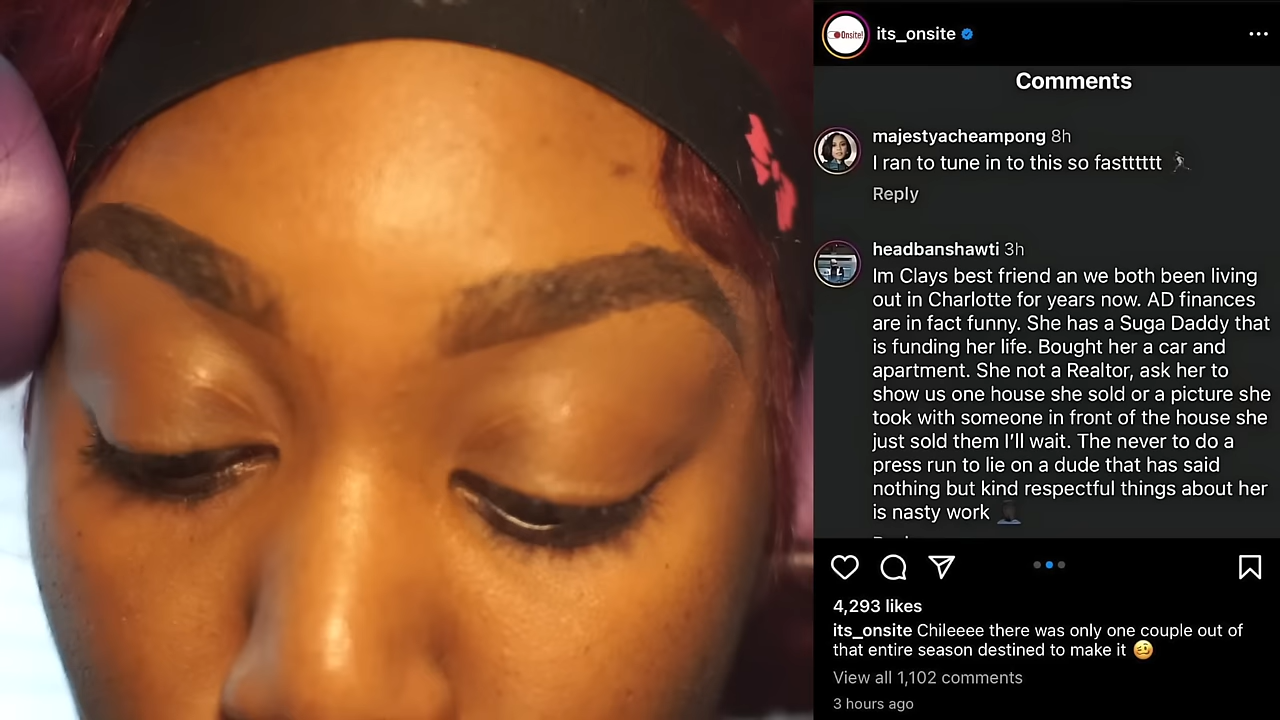 Onsite!
its_onsite
Comments
majestyacheampong 8h
I ran to tune in to this so fastttttt 🏃🏿
Reply
headbanshawti 3h
Im Clays best friend an we both been living
out in Charlotte for years now. AD finances
are in fact funny. She has a Suga Daddy that
is funding her life. Bought her a car and
apartment. She not a Realtor, ask her to
show us one house she sold or a picture she
took with someone in front of the house she
just sold them I’ll wait. The never to do a
press run to lie on a dude that has said
nothing but kind respectful things about her
is nasty work
4,293 likes
its_onsite Chileeee there was only one couple out of
that entire season destined to make it 🥴
View all 1,102 comments
3 hours ago